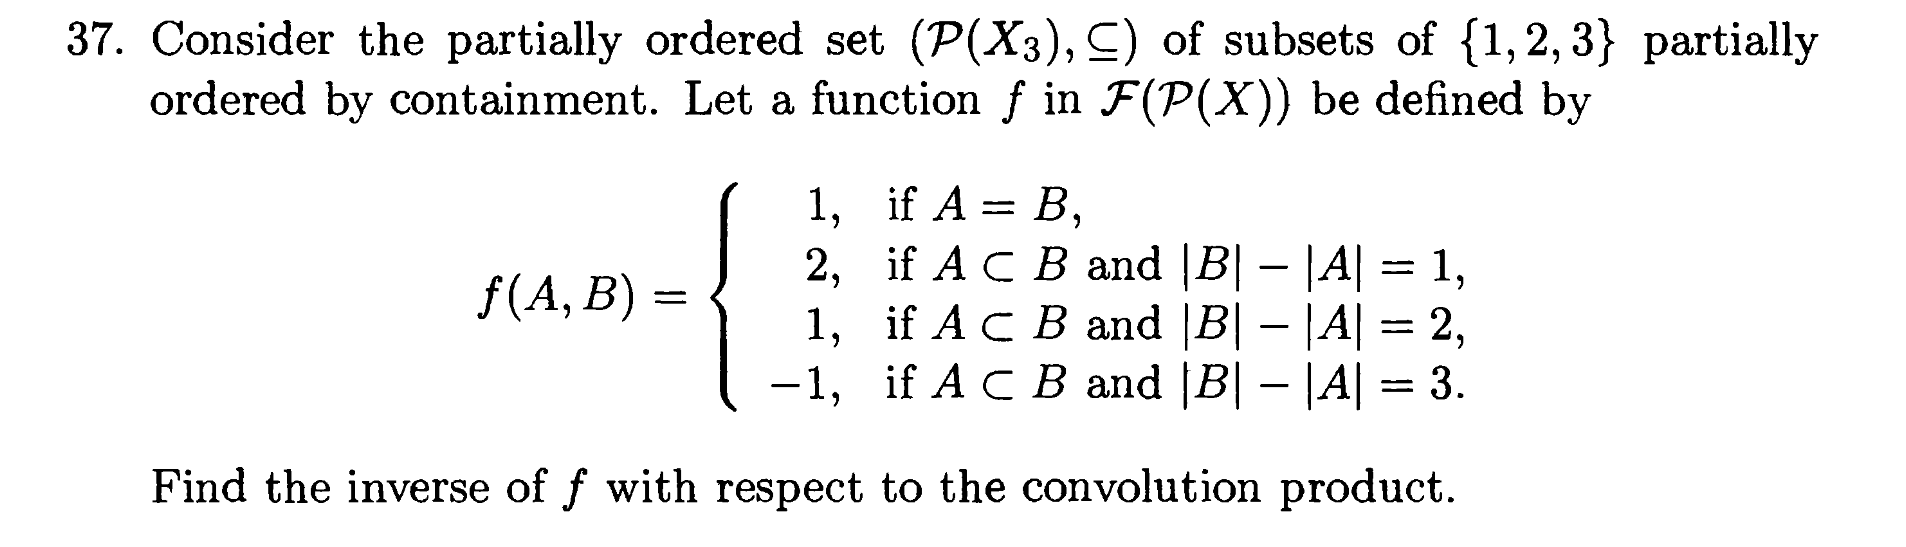 37. Consider the partially ordered set (𝒫(X₃), ⊆) of subsets of {1, 2, 3} partially
ordered by containment. Let a function f in ℱ(𝒫(X)) be defined by
1, if A = B,
2, if A ⊂ B and |B| − |A| = 1,
f(A, B) =
1, if A ⊂ B and |B| − |A| = 2,
−1, if A ⊂ B and |B| − |A| = 3.
Find the inverse of f with respect to the convolution product.